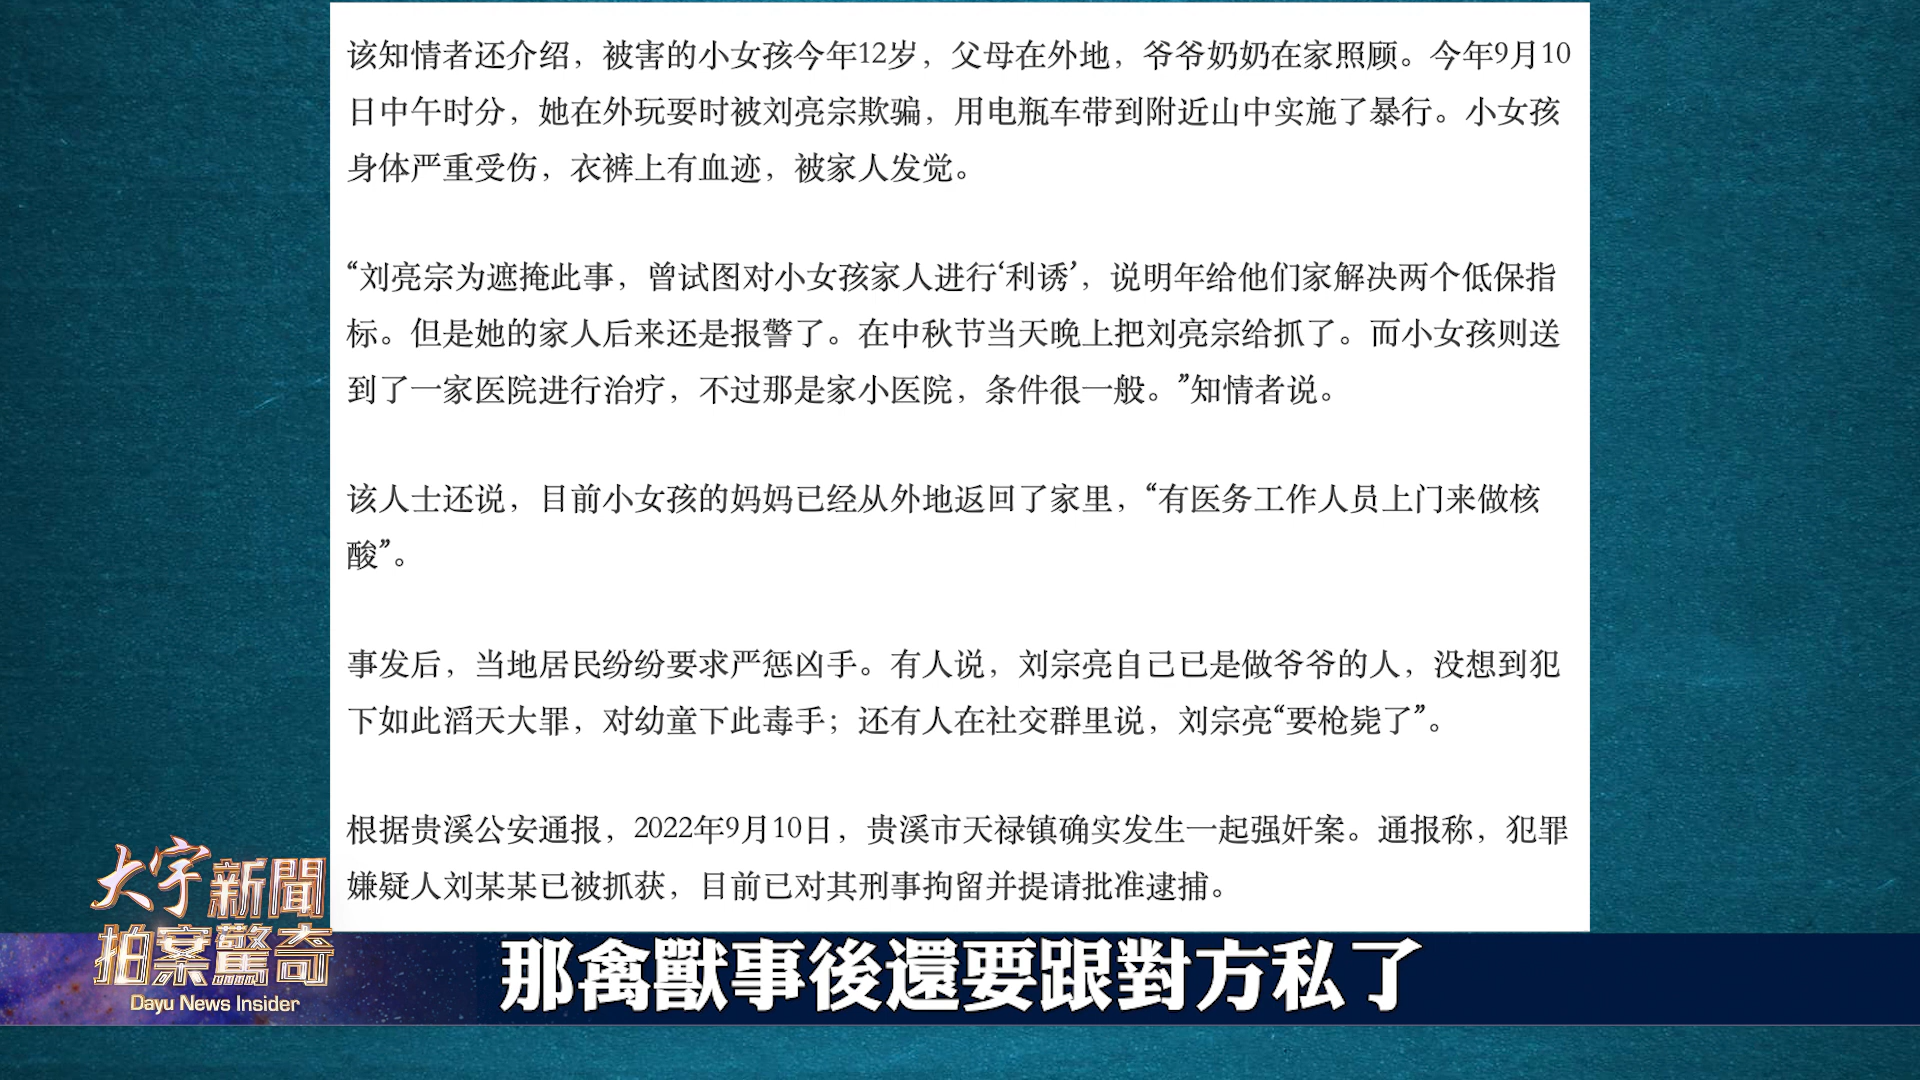 该知情者还介绍，被害的小女孩今年12岁，父母在外地，爷爷奶奶在家照顾。今年9月10
日中午时分，她在外玩耍时被刘亮宗欺骗，用电瓶车带到附近山中实施了暴行。小女孩
身体严重受伤，衣裤上有血迹，被家人发觉。
“刘亮宗为遮掩此事，曾试图对小女孩家人进行‘利诱’，说明年给他们家解决两个低保指
标。但是她的家人后来还是报警了。在中秋节当天晚上把刘亮宗给抓了。而小女孩则送
到了一家医院进行治疗，不过那是家小医院，条件很一般。”知情者说。
该人士还说，目前小女孩的妈妈已经从外地返回了家里，“有医务工作人员上门来做核
酸”。
事发后，当地居民纷纷要求严惩凶手。有人说，刘宗亮自己已是做爷爷的人，没想到犯
下如此滔天大罪，对幼童下此毒手；还有人在社交群里说，刘宗亮“要枪毙了”。
根据贵溪公安通报，2022年9月10日，贵溪市天禄镇确实发生一起强奸案。通报称，犯罪
嫌疑人刘某某已被抓获，目前已对其刑事拘留并提请批准逮捕。
大宇新聞
拍案驚奇
Dayu News Insider
那禽獸事後還要跟對方私了